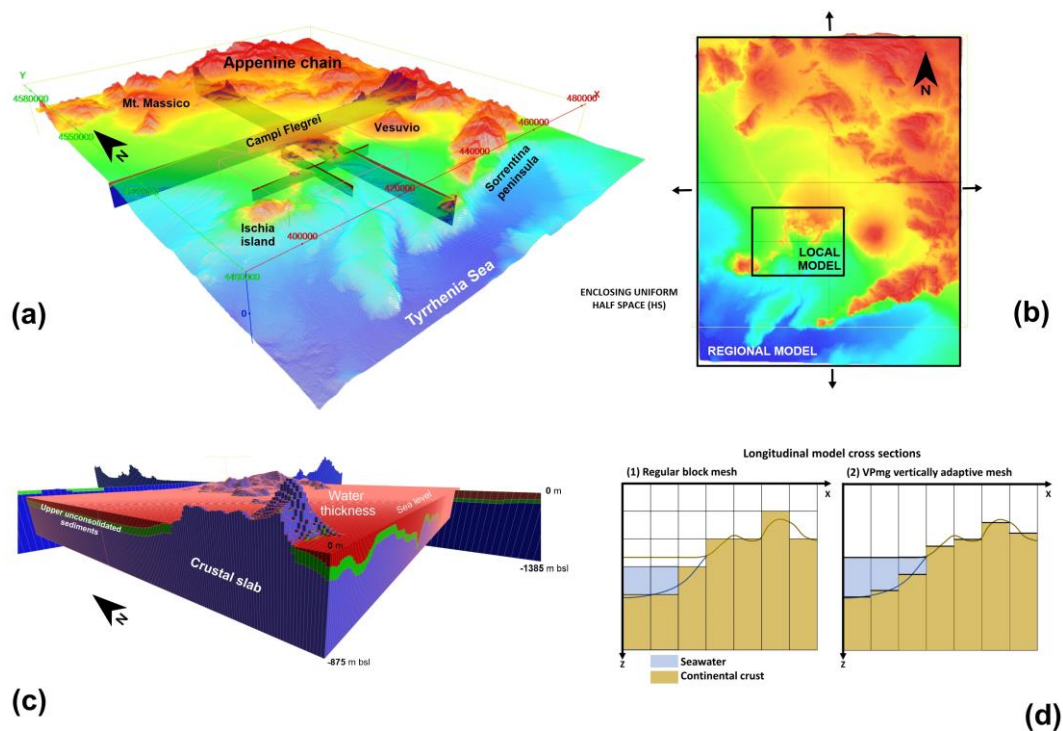 Appenine chain
Mt. Massico
Campi Flegrei
Vesuvio
Sorrentina
peninsula
Ischia
island
Tyrrhenia Sea
Y
4580000
4550000
N
X
480000
460000
440000
420000
400000
0
(a)
N
LOCAL
MODEL
ENCLOSING UNIFORM
HALF SPACE (HS)
REGIONAL MODEL
(b)
Water
thickness
Sea level
Upper unconsolidated
sediments
Crustal slab
0 m
0 m
-1385 m bsl
-875 m bsl
N
(c)
Longitudinal model cross sections
(1) Regular block mesh
(2) VPmg vertically adaptive mesh
X
X
Z
Z
Seawater
Continental crust
(d)